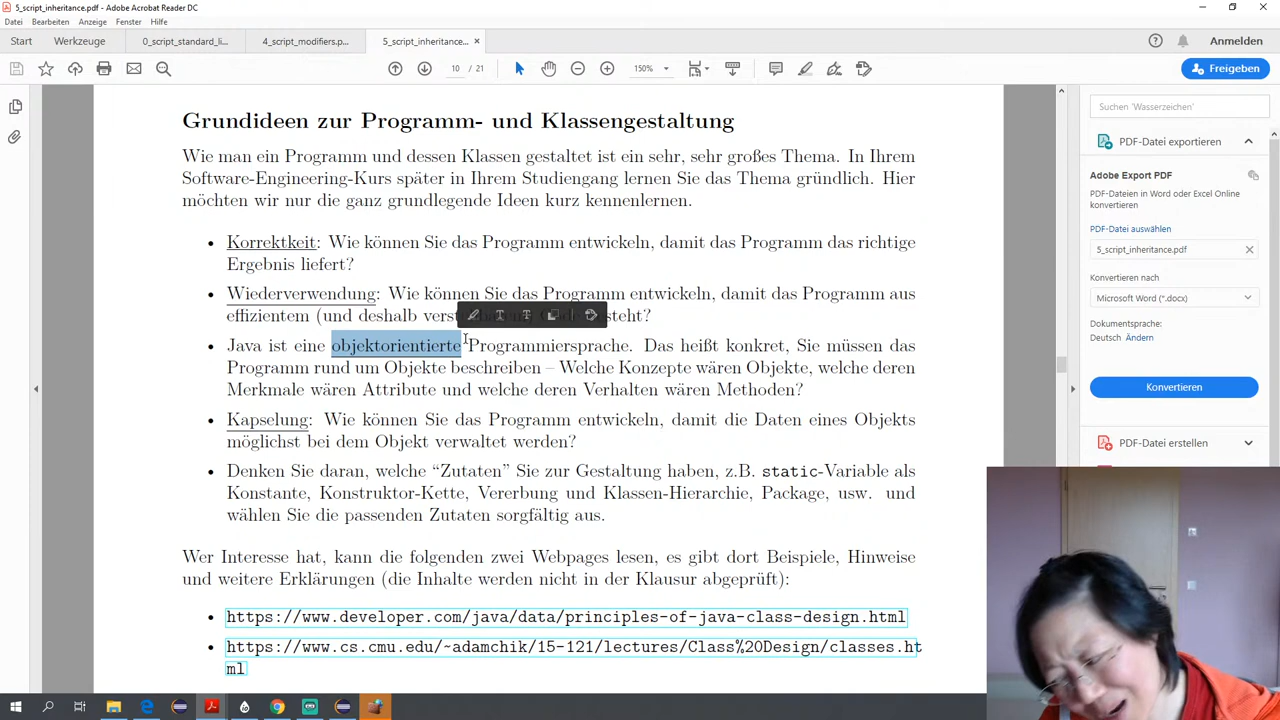 5_script_inheritance.pdf - Adobe Acrobat Reader DC
Datei Bearbeiten Anzeige Fenster Hilfe
Start Werkzeuge 0_script_standard_li... 4_script_modifiers.p... 5_script_inheritance... × Anmelden
10 / 21 150% Freigeben
Grundideen zur Programm- und Klassengestaltung
Wie man ein Programm und dessen Klassen gestaltet ist ein sehr, sehr großes Thema. In Ihrem
Software-Engineering-Kurs später in Ihrem Studiengang lernen Sie das Thema gründlich. Hier
möchten wir nur die ganz grundlegende Ideen kurz kennenlernen.
• Korrektkeit: Wie können Sie das Programm entwickeln, damit das Programm das richtige
Ergebnis liefert?
• Wiederverwendung: Wie können Sie das Programm entwickeln, damit das Programm aus
effizientem (und deshalb verst steht?
• Java ist eine objektorientierte Programmiersprache. Das heißt konkret, Sie müssen das
Programm rund um Objekte beschreiben – Welche Konzepte wären Objekte, welche deren
Merkmale wären Attribute und welche deren Verhalten wären Methoden?
• Kapselung: Wie können Sie das Programm entwickeln, damit die Daten eines Objekts
möglichst bei dem Objekt verwaltet werden?
• Denken Sie daran, welche “Zutaten” Sie zur Gestaltung haben, z.B. static-Variable als
Konstante, Konstruktor-Kette, Vererbung und Klassen-Hierarchie, Package, usw. und
wählen Sie die passenden Zutaten sorgfältig aus.
Wer Interesse hat, kann die folgenden zwei Webpages lesen, es gibt dort Beispiele, Hinweise
und weitere Erklärungen (die Inhalte werden nicht in der Klausur abgeprüft):
• https://www.developer.com/java/data/principles-of-java-class-design.html
• https://www.cs.cmu.edu/~adamchik/15-121/lectures/Class%20Design/classes.ht
ml
Suchen 'Wasserzeichen'
PDF-Datei exportieren
Adobe Export PDF
PDF-Dateien in Word oder Excel Online
konvertieren
PDF-Datei auswählen
5_script_inheritance.pdf
Konvertieren nach
Microsoft Word (*.docx)
Dokumentsprache:
Deutsch Ändern
Konvertieren
PDF-Datei erstellen